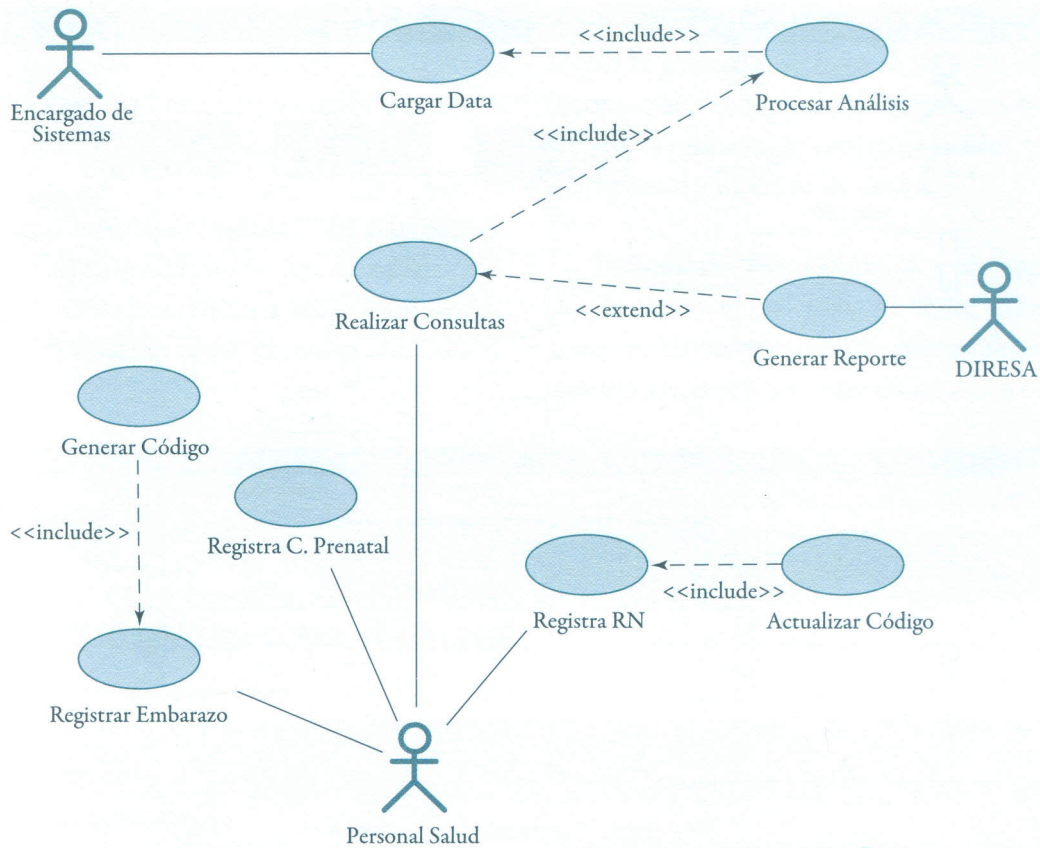 <<include>>
Cargar Data
Procesar Análisis
Encargado de
Sistemas
<<include>>
Realizar Consultas
<<extend>>
Generar Reporte
DIRESA
Generar Código
<<include>>
Registra C. Prenatal
<<include>>
Registra RN
Actualizar Código
Registrar Embarazo
Personal Salud